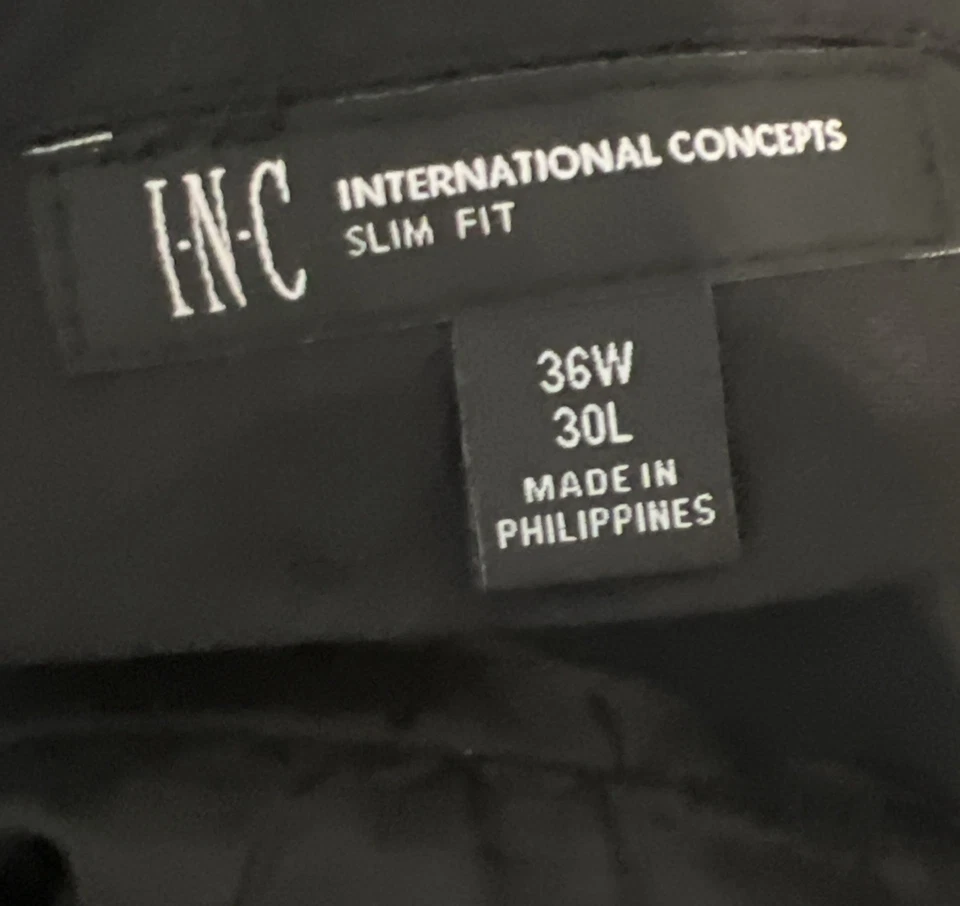 I·N·C
INTERNATIONAL CONCEPTS
SLIM FIT
36W
30L
MADE IN
PHILIPPINES